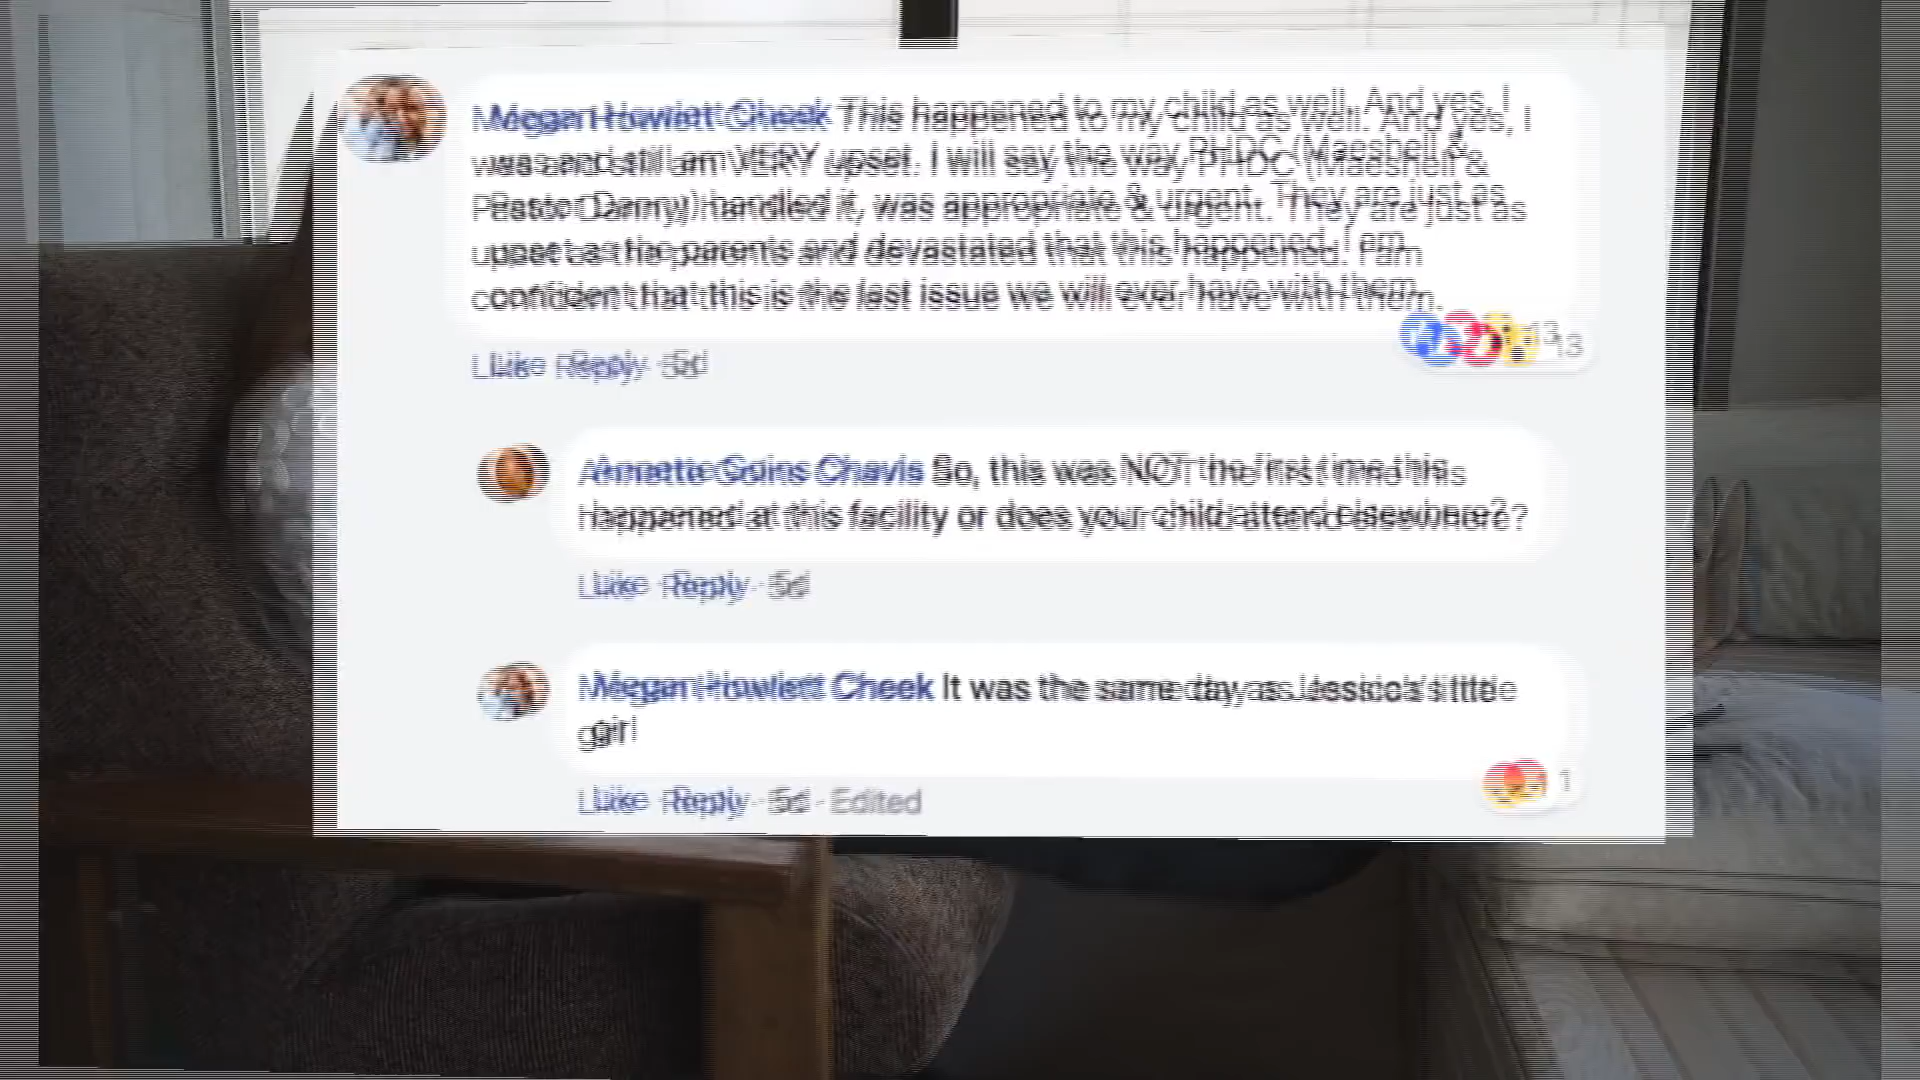 Megan Howlett Cheek This happened to my child as well. And yes, I
was and still am VERY upset. I will say the way PHDC (Maeshell &
Pastor Danny) handled it, was appropriate & urgent. They are just as
upset as the parents and devastated that this happened. I am
confident that this is the last issue we will ever have with them.
13
Like · Reply · 5d
Annette Goins Chavis So, this was NOT the first time this
happened at this facility or does your child attend elsewhere?
Like · Reply · 5d
Megan Howlett Cheek It was the same day as Jessica's little
girl
1
Like · Reply · 5d · Edited